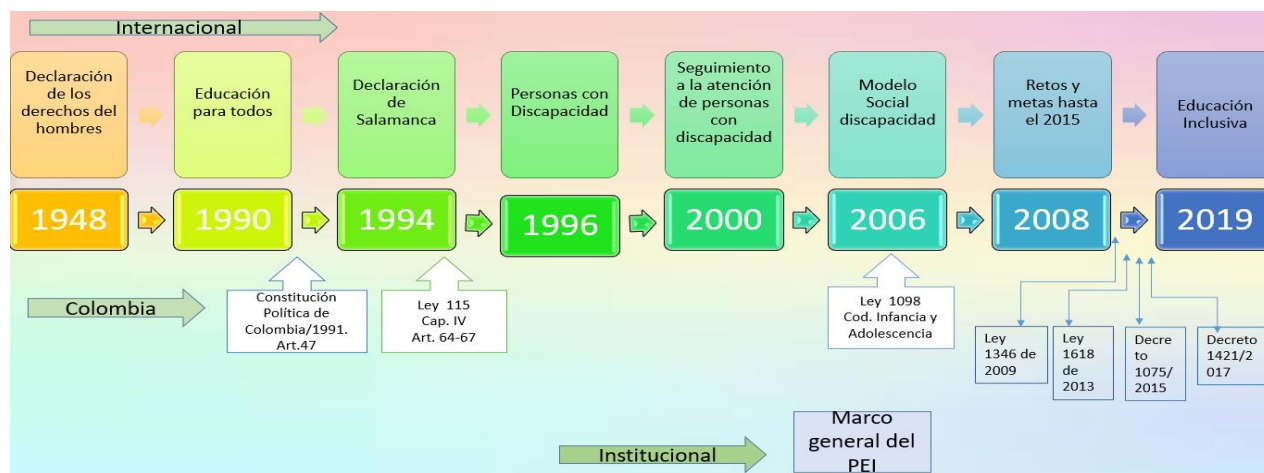 Internacional
Declaración
de los
derechos del
hombres
Educación
para todos
Declaración
de
Salamanca
Personas con
Discapacidad
Seguimiento
a la atención
de personas
con
discapacidad
Modelo
Social
discapacidad
Retos y
metas hasta
el 2015
Educación
Inclusiva
1948
1990
1994
1996
2000
2006
2008
2019
Colombia
Constitución
Política de
Colombia/1991.
Art.47
Ley 115
Cap. IV
Art. 64-67
Ley 1098
Cod. Infancia y
Adolescencia
Ley
1346 de
2009
Ley
1618
de
2013
Decre
to
1075/
2015
Decreto
1421/2
017
Institucional
Marco
general del
PEI